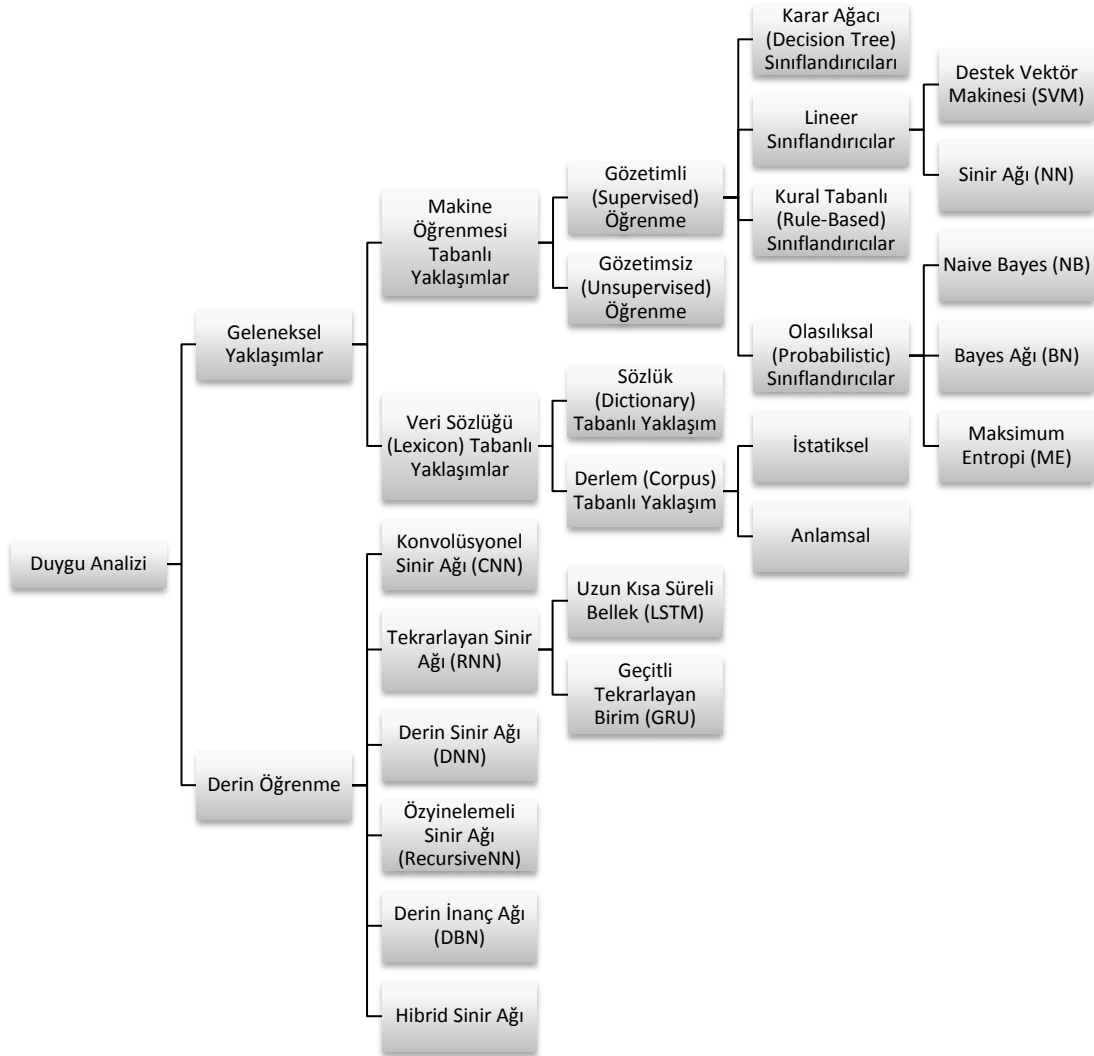 Duygu Analizi
Geleneksel
Yaklaşımlar
Makine
Öğrenmesi
Tabanlı
Yaklaşımlar
Gözetimli
(Supervised)
Öğrenme
Karar Ağacı
(Decision Tree)
Sınıflandırıcıları
Lineer
Sınıflandırıcılar
Destek Vektör
Makinesi (SVM)
Sinir Ağı (NN)
Kural Tabanlı
(Rule-Based)
Sınıflandırıcılar
Olasılıksal
(Probabilistic)
Sınıflandırıcılar
Naive Bayes (NB)
Bayes Ağı (BN)
Maksimum
Entropi (ME)
Gözetimsiz
(Unsupervised)
Öğrenme
Veri Sözlüğü
(Lexicon) Tabanlı
Yaklaşımlar
Sözlük
(Dictionary)
Tabanlı Yaklaşım
Derlem (Corpus)
Tabanlı Yaklaşım
İstatiksel
Anlamsal
Derin Öğrenme
Konvolüsyonel
Sinir Ağı (CNN)
Tekrarlayan Sinir
Ağı (RNN)
Uzun Kısa Süreli
Bellek (LSTM)
Geçitli
Tekrarlayan
Birim (GRU)
Derin Sinir Ağı
(DNN)
Özyinelemeli
Sinir Ağı
(RecursiveNN)
Derin İnanç Ağı
(DBN)
Hibrid Sinir Ağı